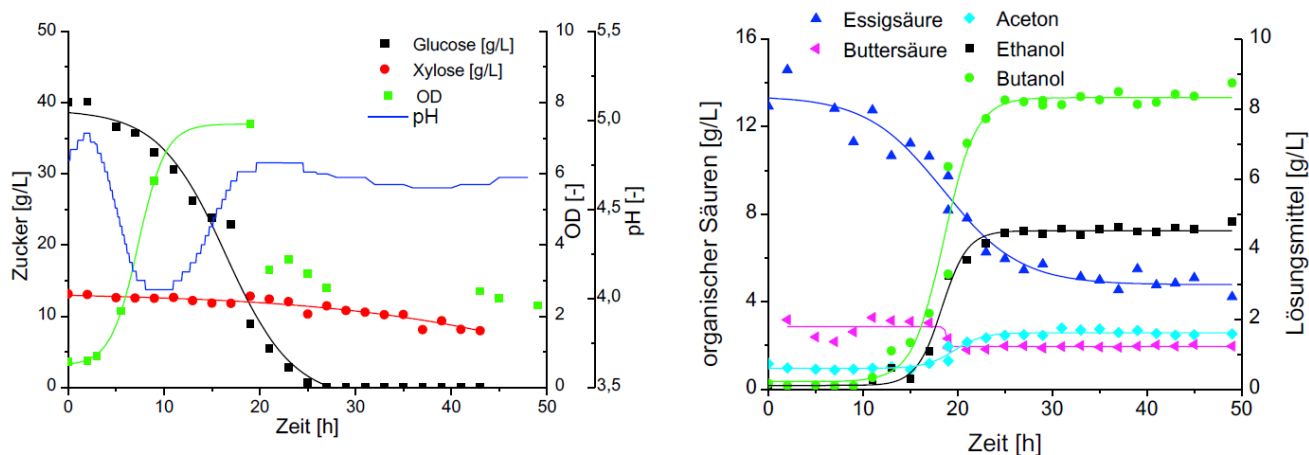 50
40
30
20
10
0
Zucker [g/L]
0
10
20
30
40
50
Zeit [h]
Glucose [g/L]
Xylose [g/L]
OD
pH
10
8
6
4
2
0
OD [-]
5,5
5,0
4,5
4,0
3,5
pH [-]
Essigsäure
Aceton
Buttersäure
Ethanol
Butanol
16
13
10
7
4
0
organischer Säuren [g/L]
0
10
20
30
40
50
Zeit [h]
10
8
6
4
2
0
Lösungsmittel [g/L]